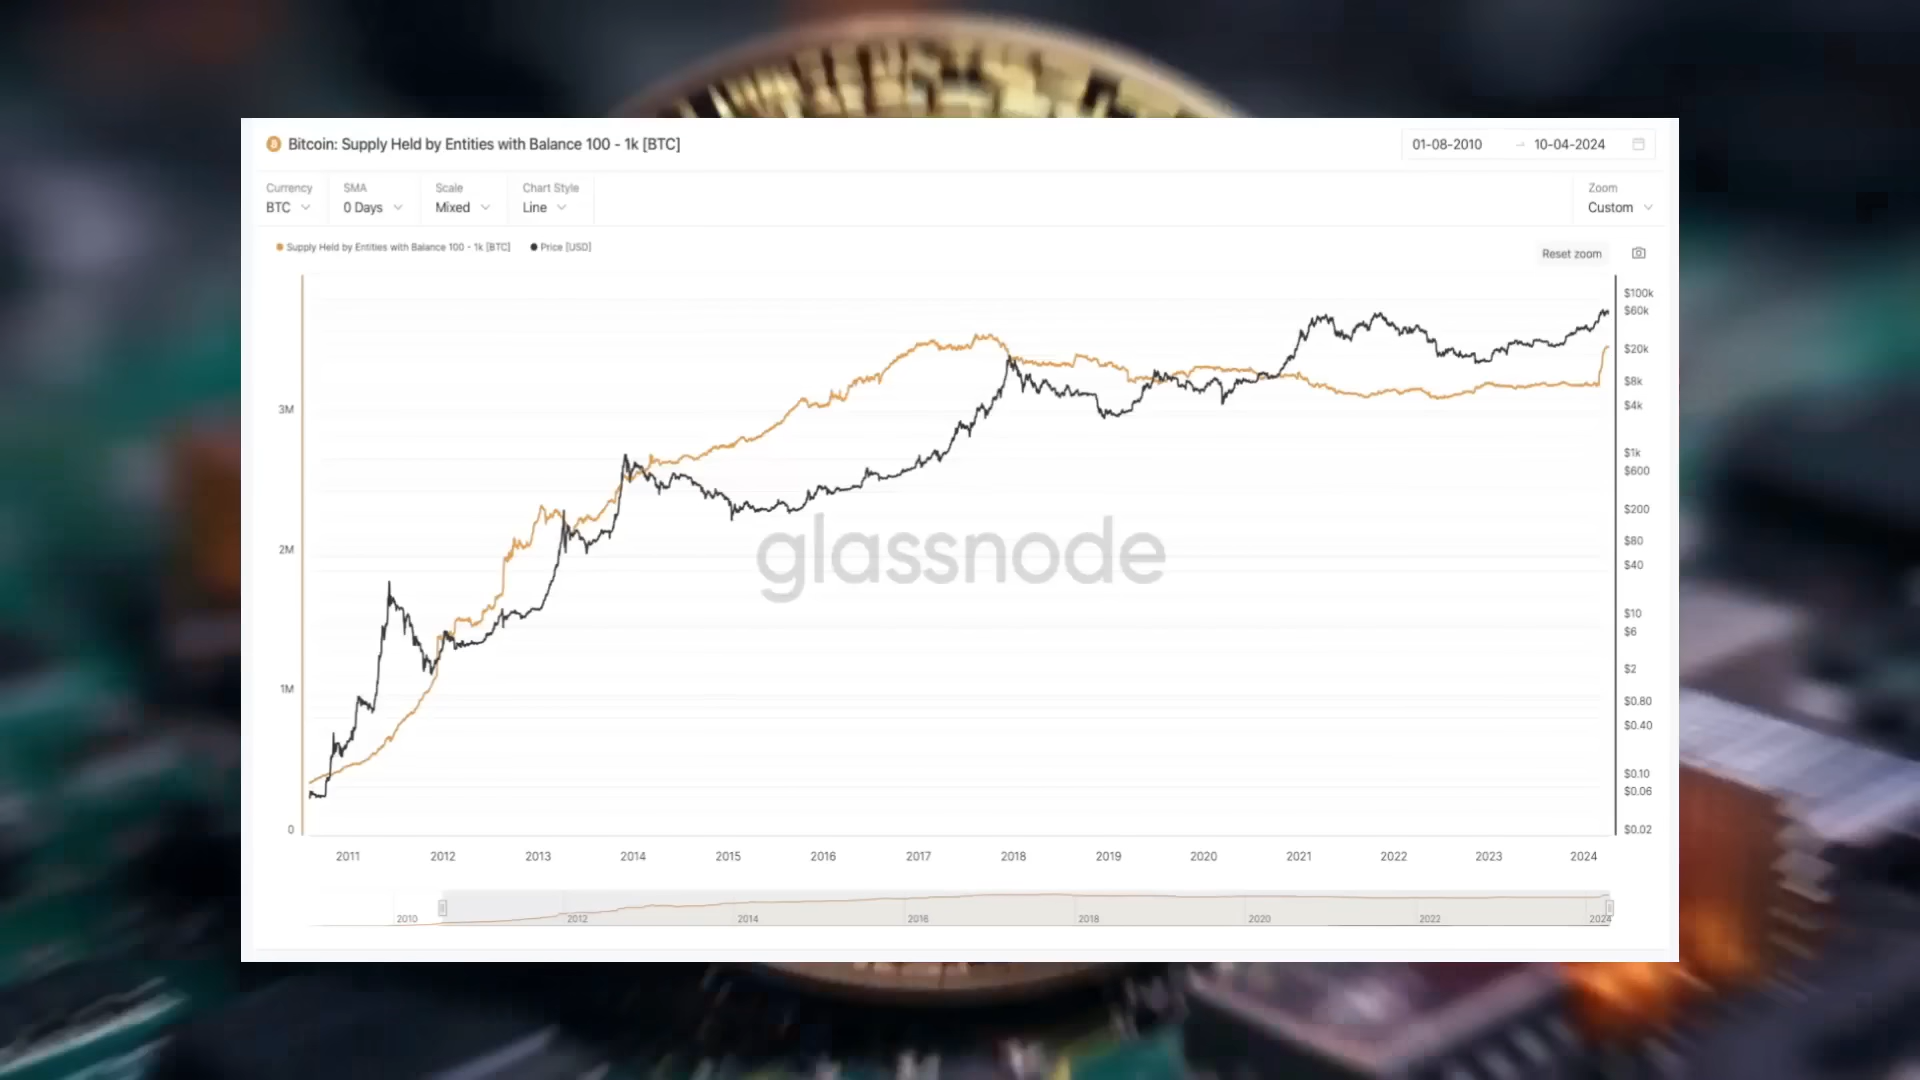 Bitcoin: Supply Held by Entities with Balance 100 - 1k [BTC]
01-08-2010 → 10-04-2024
Currency SMA Scale Chart Style Zoom
BTC 0 Days Mixed Line Custom
Supply Held by Entities with Balance 100 - 1k [BTC] Price [USD]
Reset zoom
$100k
$60k
$20k
$8k
3M
$4k
$1k
$600
$200
glassnode
$80
2M
$40
$10
$6
$2
1M
$0.80
$0.40
$0.10
$0.06
0
$0.02
2011 2012 2013 2014 2015 2016 2017 2018 2019 2020 2021 2022 2023 2024
2010 2012 2014 2016 2018 2020 2022 2024